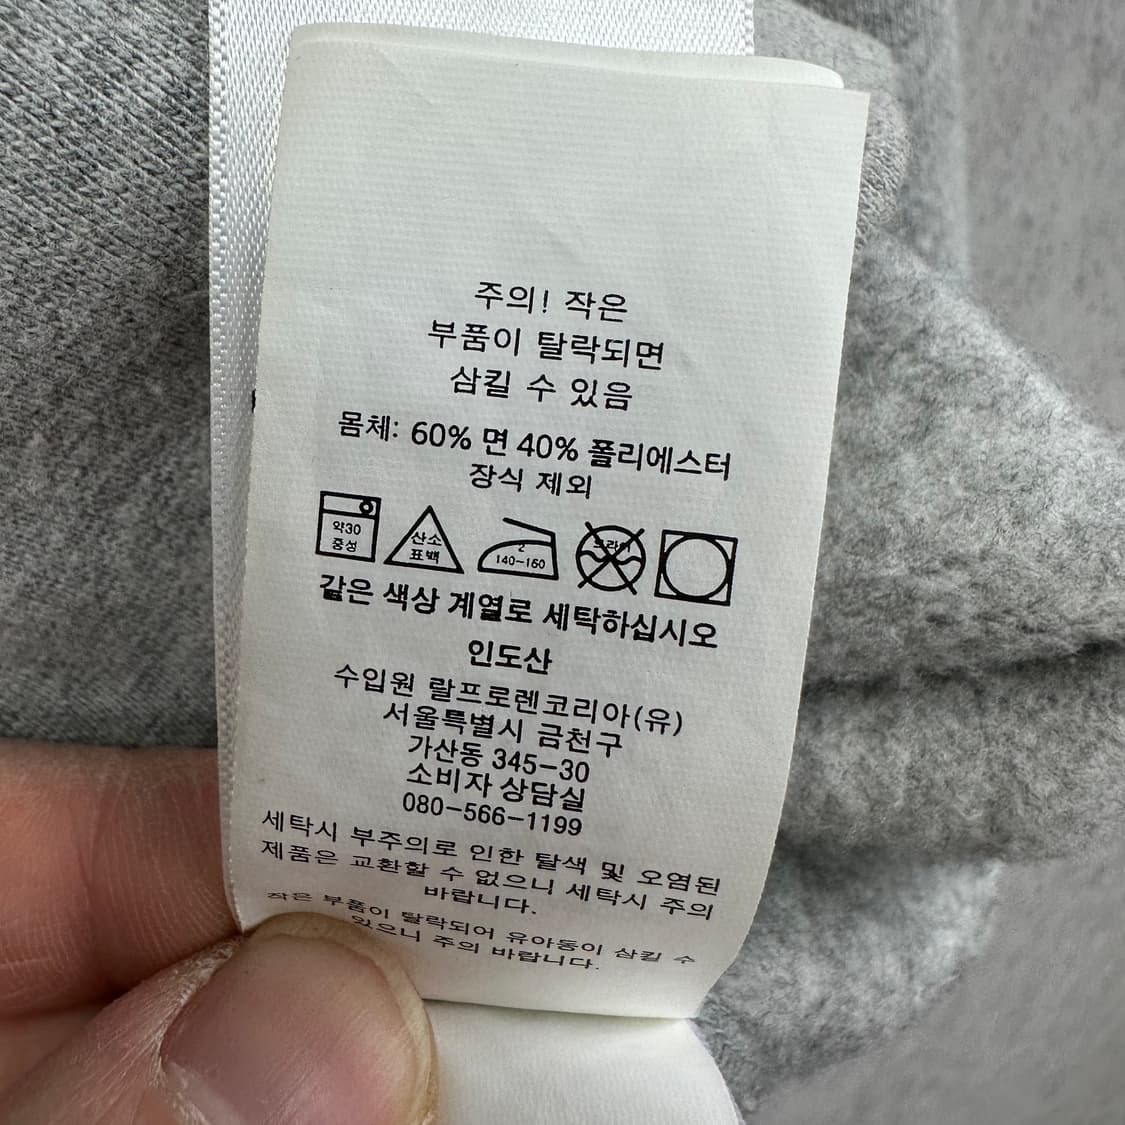 주의! 작은
부품이 탈락되면
삼킬 수 있음
몸체: 60% 면 40% 폴리에스터
장식 제외
약30
중성
산소
표백
2
140-160
드라이
같은 색상 계열로 세탁하십시오
인도산
수입원 랄프로렌코리아(유)
서울특별시 금천구
가산동 345-30
소비자 상담실
080-566-1199
세탁시 부주의로 인한 탈색 및 오염된
제품은 교환할 수 없으니 세탁시 주의
바랍니다.
작은 부품이 탈락되어 유아동이 삼킬 수
있으니 주의 바랍니다.